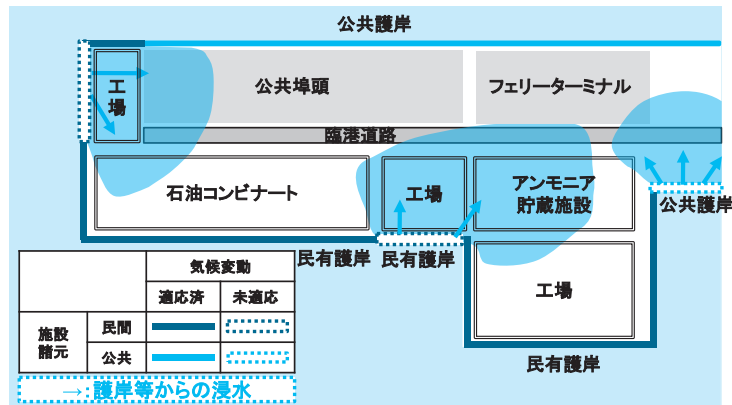 公共護岸
工
場
公共埠頭
フェリーターミナル
臨港道路
石油コンビナート
工場
アンモニア
貯蔵施設
公共護岸
民有護岸
民有護岸
工場
民有護岸
気候変動
適応済
未適応
施設
諸元
民間
公共
→:護岸等からの浸水